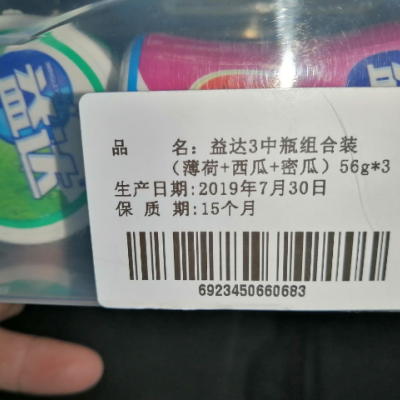 益达
品 名：益达3中瓶组合装
（薄荷+西瓜+密瓜）56g*3
生产日期:2019年7月30日
保 质 期:15个月
6923450660683